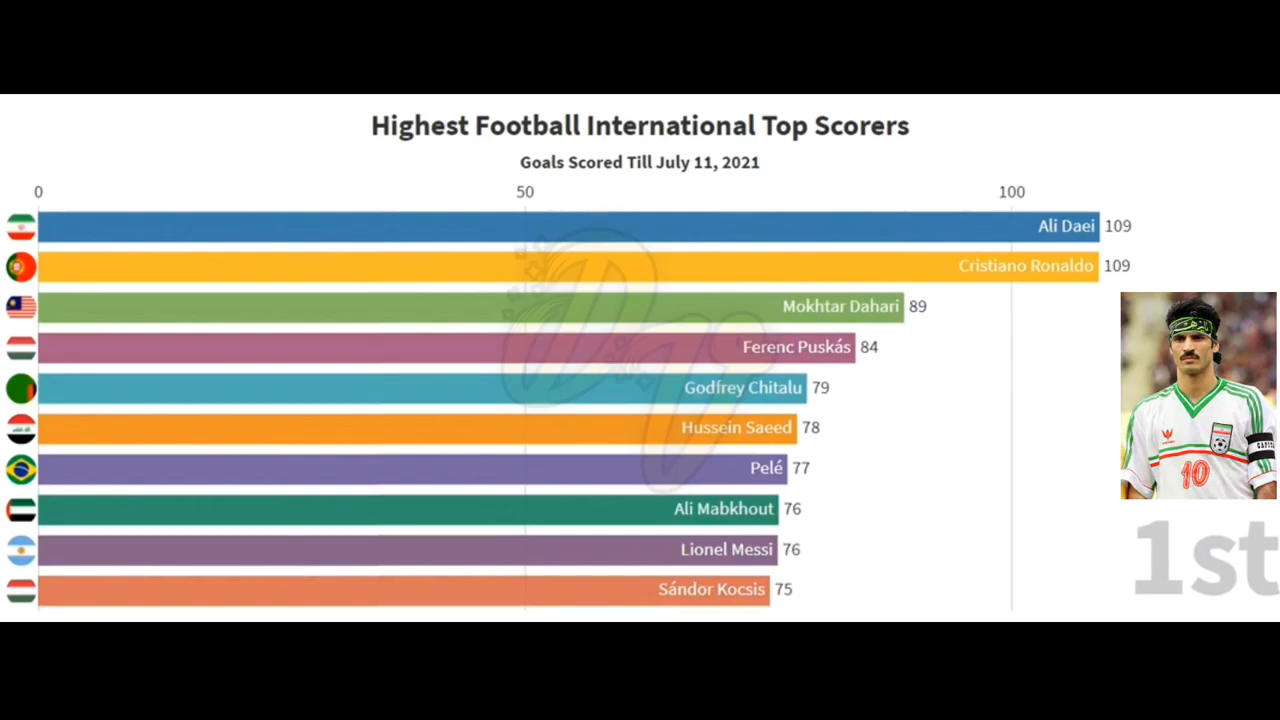 Highest Football International Top Scorers
Goals Scored Till July 11, 2021
0 50 100
Ali Daei 109
Cristiano Ronaldo 109
Mokhtar Dahari 89
Ferenc Puskás 84
Godfrey Chitalu 79
Hussein Saeed 78
Pelé 77
Ali Mabkhout 76
Lionel Messi 76
Sándor Kocsis 75
10
1st